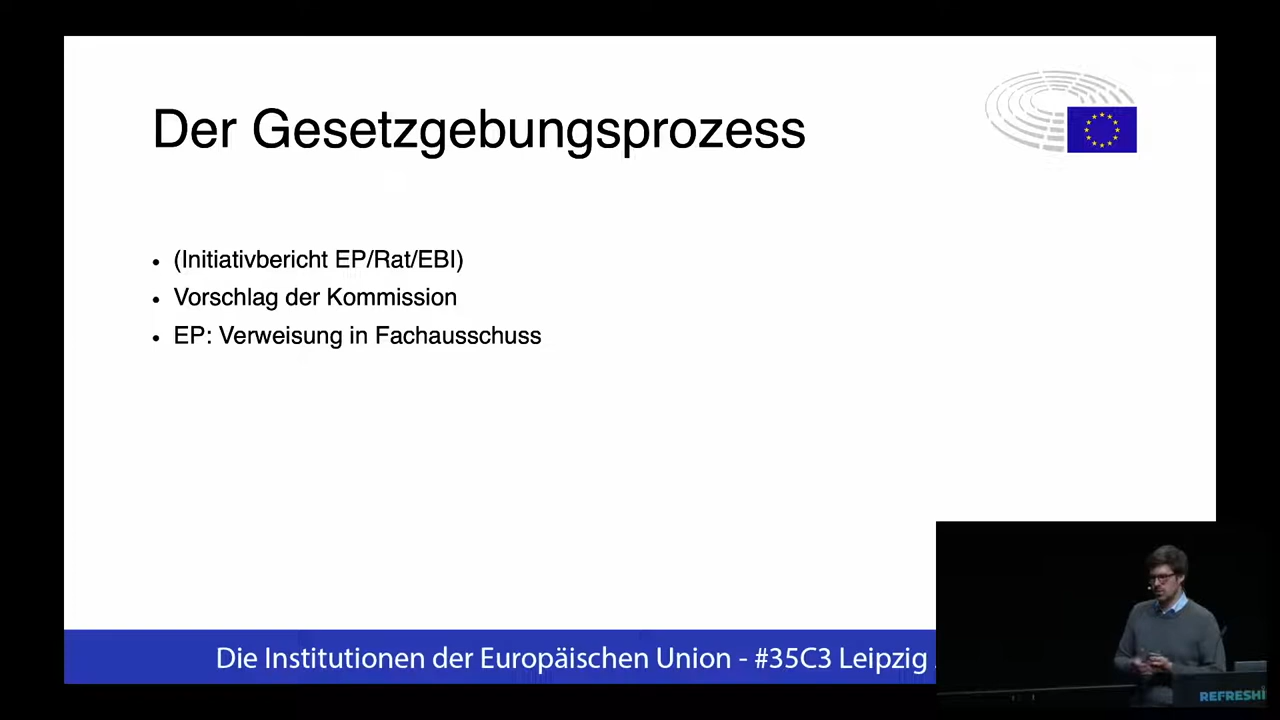 Der Gesetzgebungsprozess
• (Initiativbericht EP/Rat/EBI)
• Vorschlag der Kommission
• EP: Verweisung in Fachausschuss
Die Institutionen der Europäischen Union - #35C3 Leipzig
REFRESHI